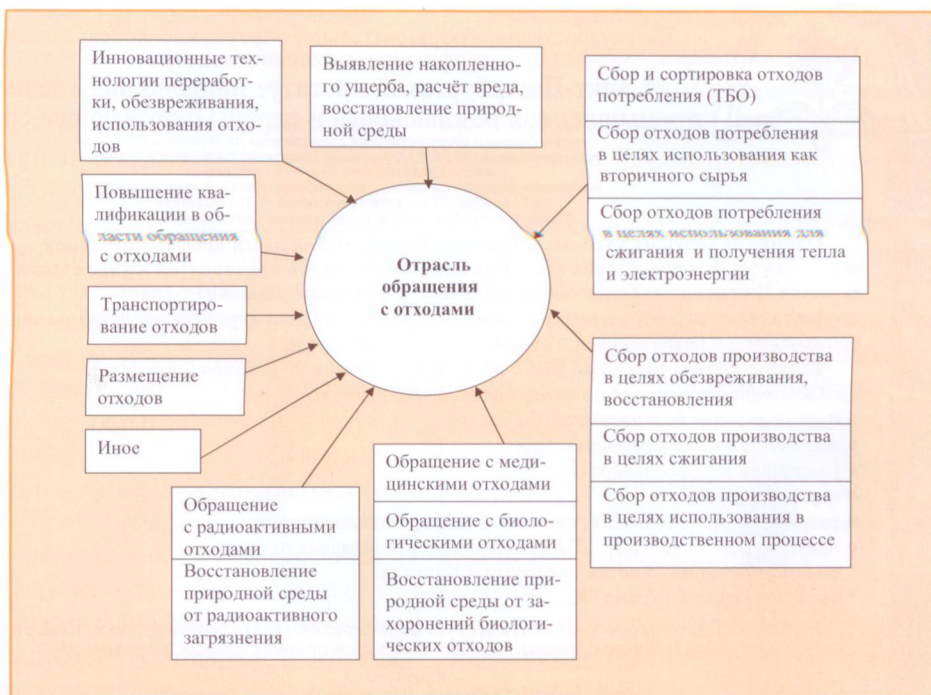 Инновационные тех-
нологии переработ-
ки, обезвреживания,
использования отхо-
дов
Выявление накопленно-
го ущерба, расчёт вреда,
восстановление природ-
ной среды
Сбор и сортировка отходов
потребления (ТБО)
Сбор отходов потребления
в целях использования как
вторичного сырья
Сбор отходов потребления
в целях использования для
сжигания и получения тепла
и электроэнергии
Повышение ква-
лификации в об-
ласти обращения
с отходами
Отрасль
обращения
с отходами
Транспортиро-
вание отходов
Размещение
отходов
Иное
Сбор отходов производства
в целях обезвреживания,
восстановления
Сбор отходов производства
в целях сжигания
Сбор отходов производства
в целях использования в
производственном процессе
Обращение
с радиоактивными
отходами
Восстановление
природной среды
от радиоактивного
загрязнения
Обращение с меди-
цинскими отходами
Обращение с биоло-
гическими отходами
Восстановление при-
родной среды от за-
хоронений биологи-
ческих отходов